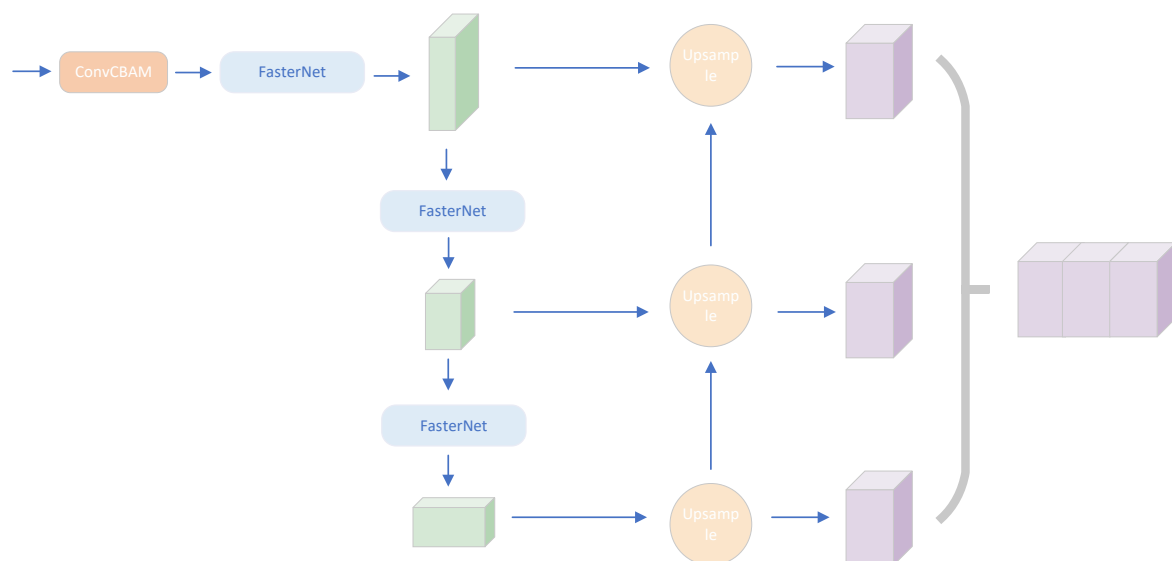 ConvCBAM
FasterNet
Upsamp
le
FasterNet
Upsamp
le
FasterNet
Upsamp
le